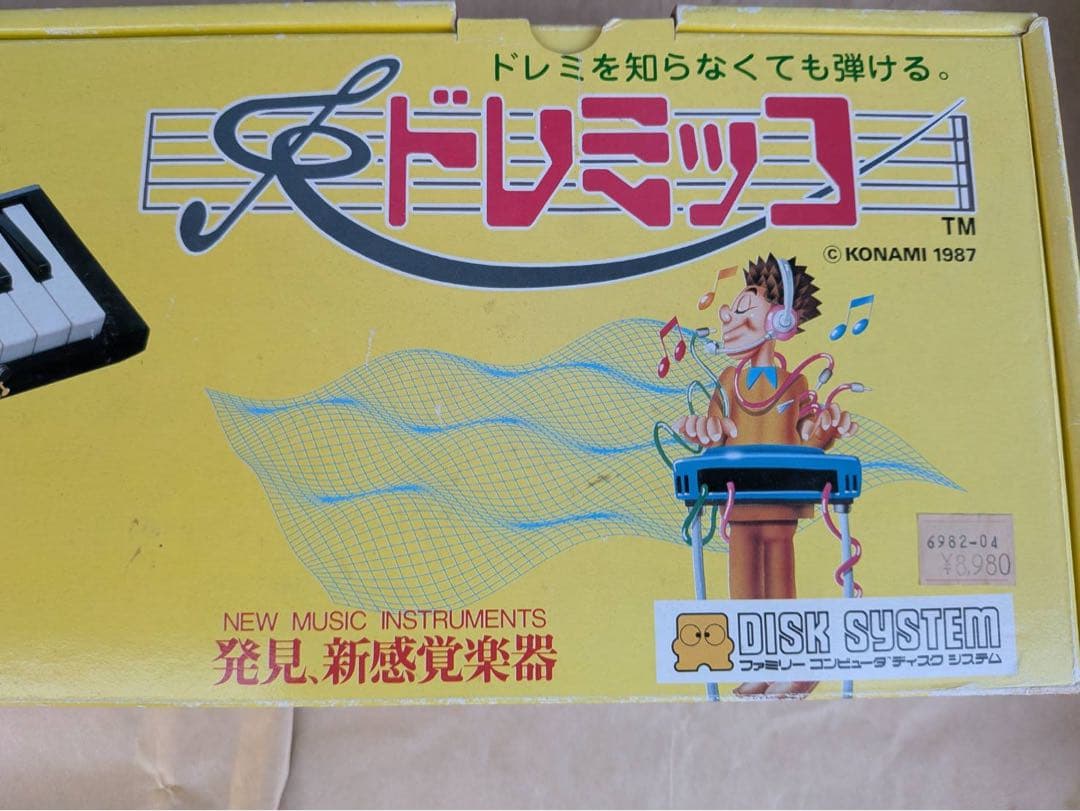 ドレミを知らなくても弾ける。
ドレミッコ
TM
© KONAMI 1987
6982-04
¥8,980
NEW MUSIC INSTRUMENTS
発見、新感覚楽器
DISK SYSTEM
ファミリー コンピュータ ディスク システム